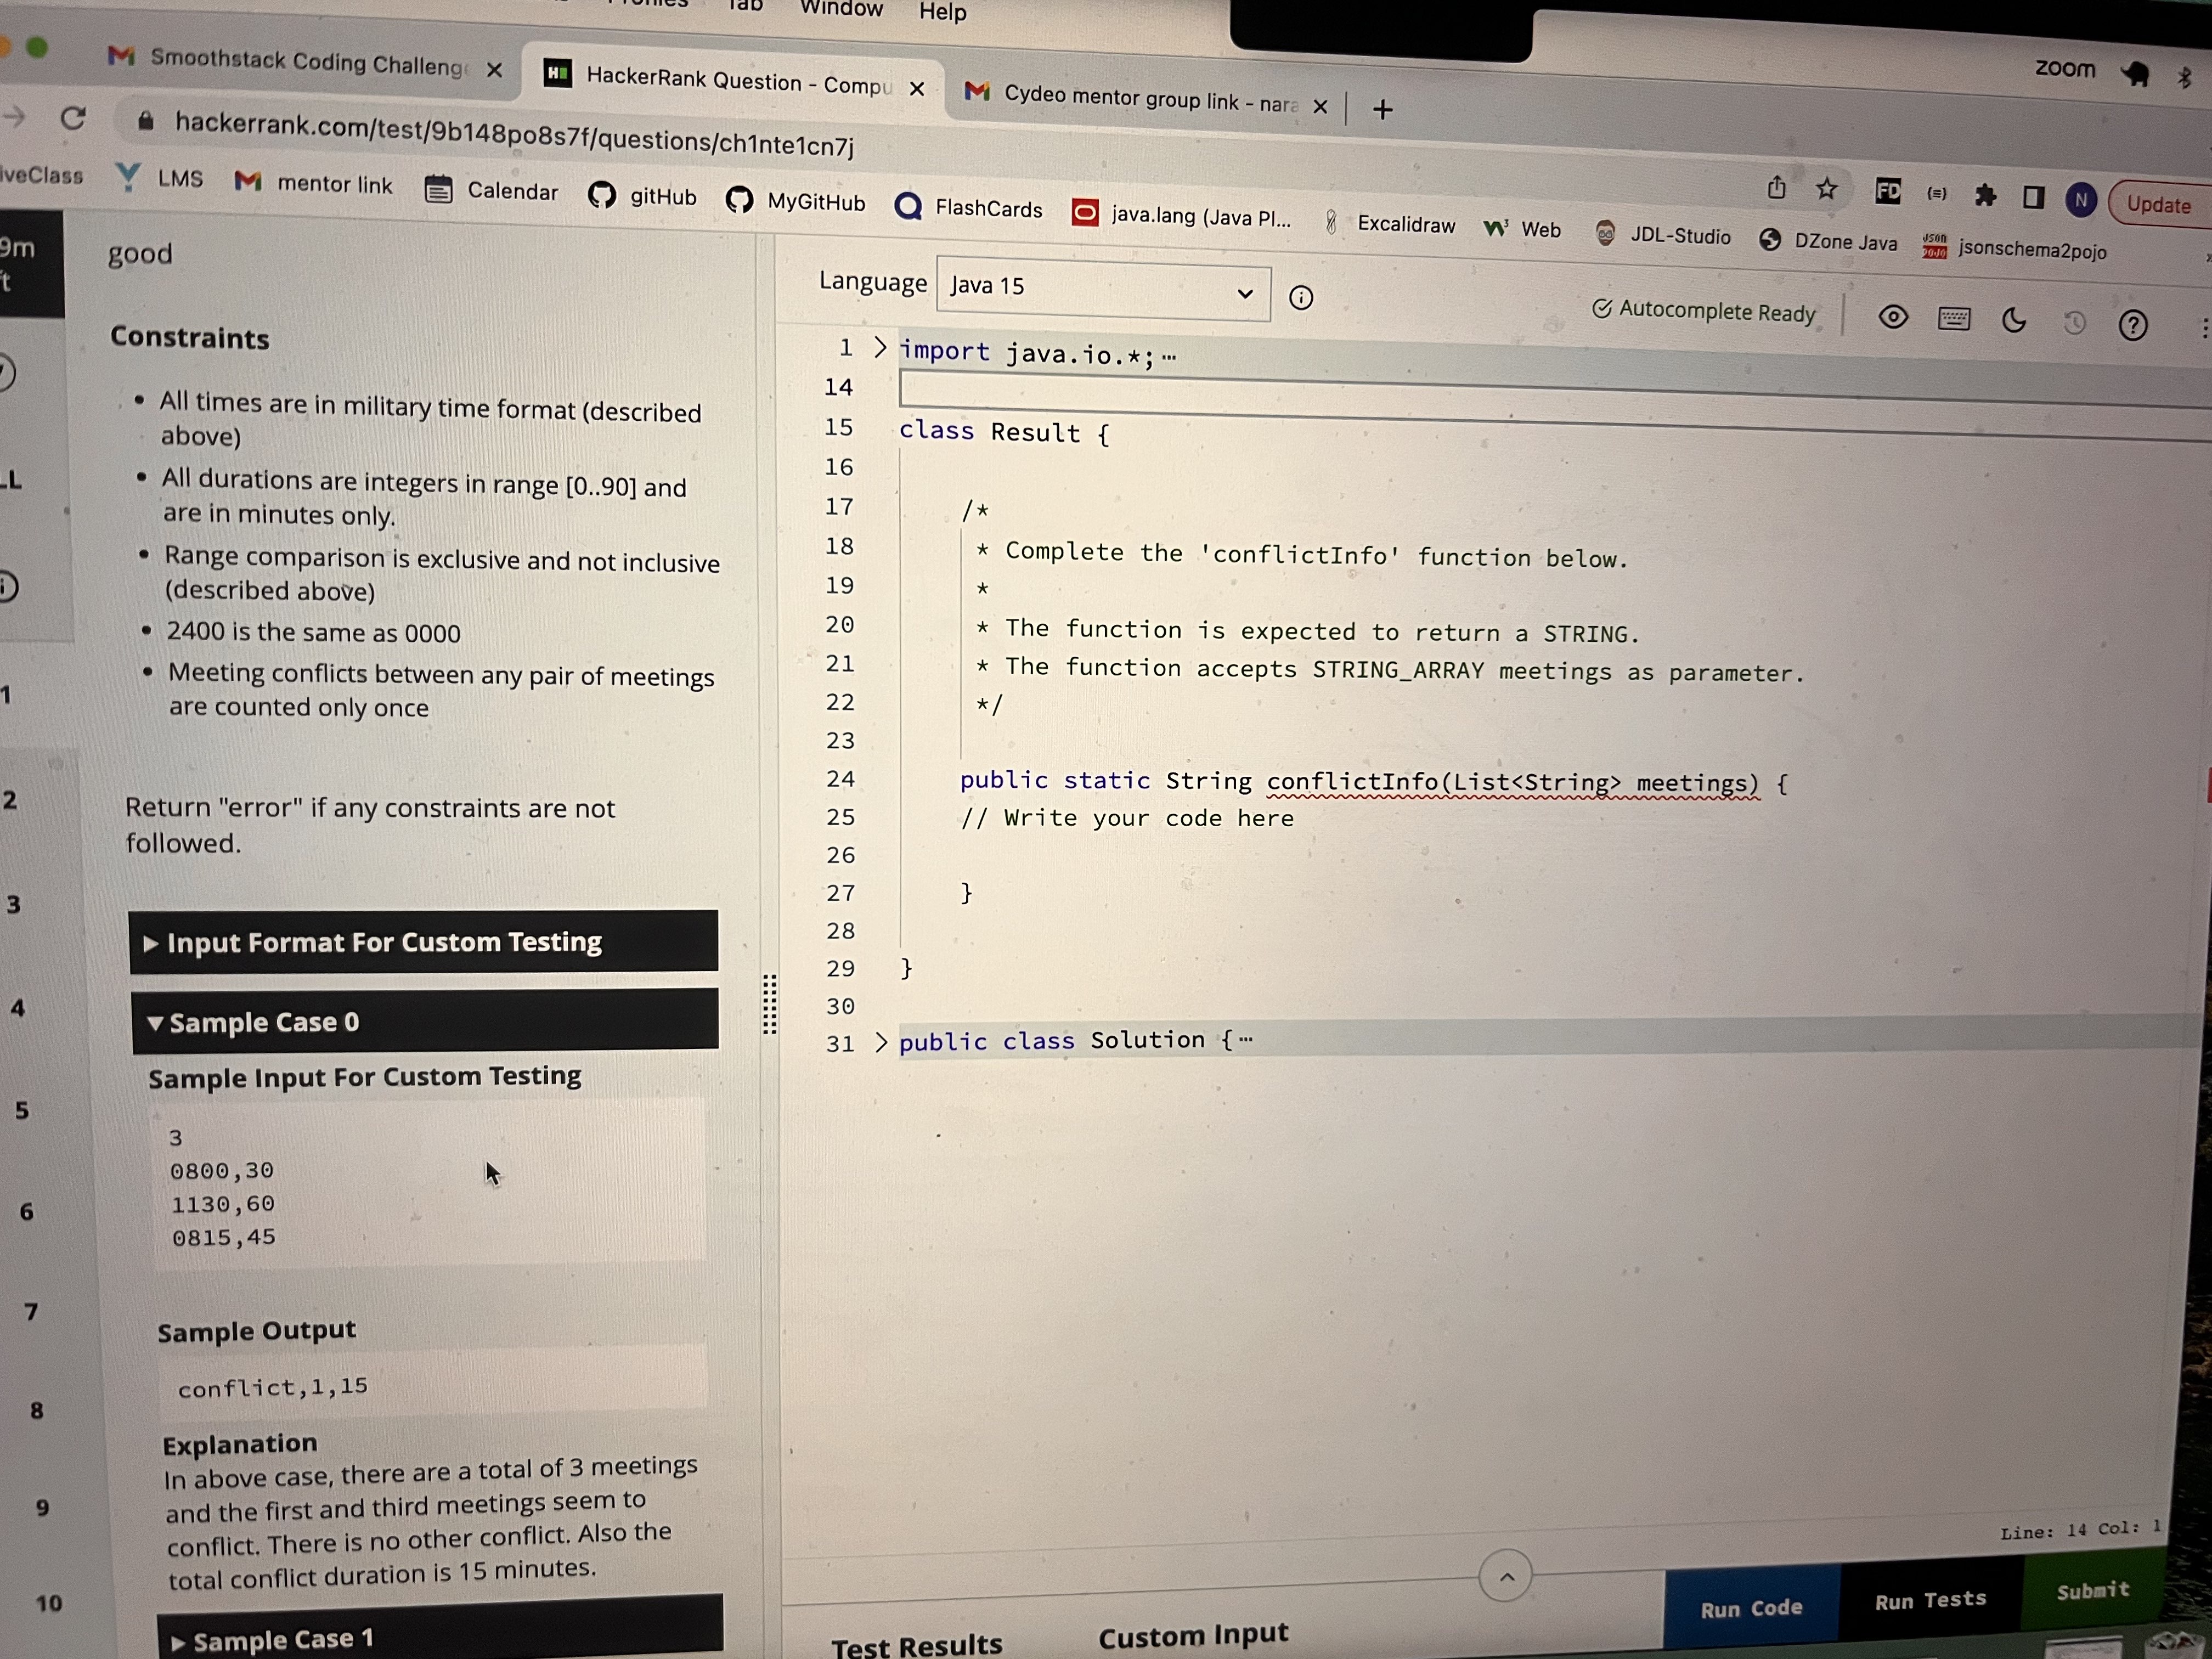 Tab Window Help
zoom
Smoothstack Coding Challeng
HackerRank Question - Compu
Cydeo mentor group link - nara
hackerrank.com/test/9b148po8s7f/questions/ch1nte1cn7j
iveClass LMS mentor link Calendar gitHub MyGitHub FlashCards java.lang (Java Pl... Excalidraw Web JDL-Studio DZone Java jsonschema2pojo
FD N Update
9m
good
Constraints
• All times are in military time format (described
above)
• All durations are integers in range [0..90] and
are in minutes only.
• Range comparison is exclusive and not inclusive
(described above)
• 2400 is the same as 0000
• Meeting conflicts between any pair of meetings
are counted only once
Return "error" if any constraints are not
followed.
▶ Input Format For Custom Testing
▼ Sample Case 0
Sample Input For Custom Testing
3
0800,30
1130,60
0815,45
Sample Output
conflict,1,15
Explanation
In above case, there are a total of 3 meetings
and the first and third meetings seem to
conflict. There is no other conflict. Also the
total conflict duration is 15 minutes.
▶ Sample Case 1
1
2
3
4
5
6
7
8
9
10
Language Java 15
Autocomplete Ready
1 > import java.io.*;…
14
15 class Result {
16
17 /*
18 * Complete the 'conflictInfo' function below.
19 *
20 * The function is expected to return a STRING.
21 * The function accepts STRING_ARRAY meetings as parameter.
22 */
23
24 public static String conflictInfo(List<String> meetings) {
25 // Write your code here
26
27 }
28
29 }
30
31 > public class Solution {…
Line: 14 Col: 1
Test Results Custom Input Run Code Run Tests Submit